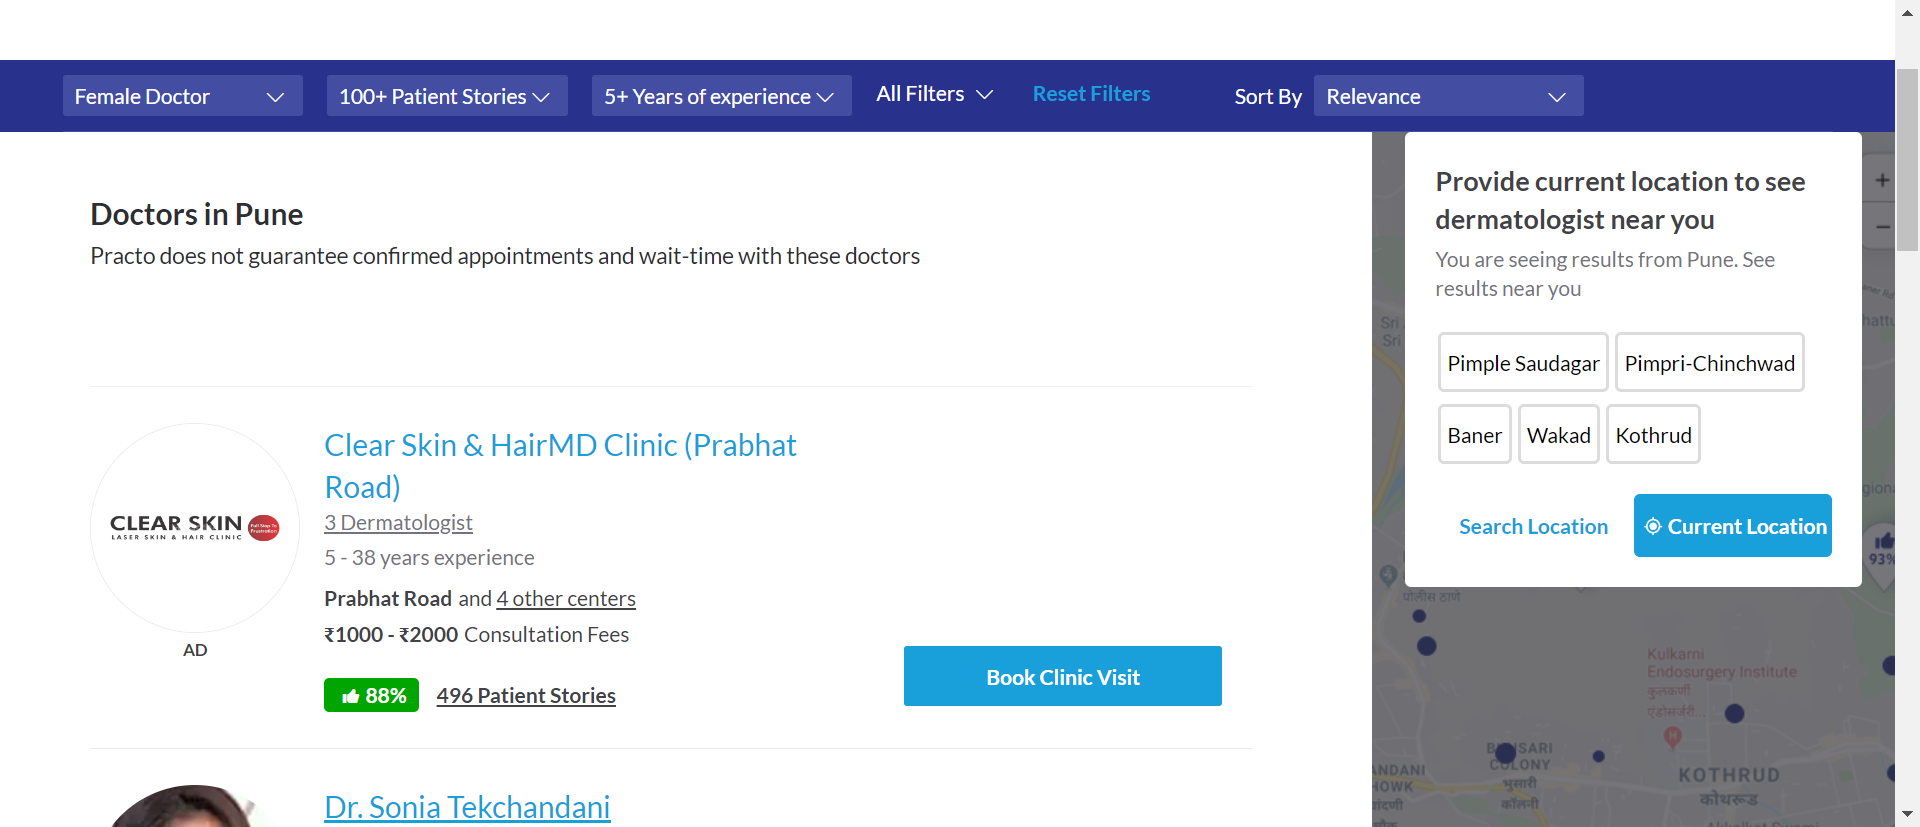 Female Doctor
100+ Patient Stories
5+ Years of experience
All Filters
Reset Filters
Sort By
Relevance
Doctors in Pune
Practo does not guarantee confirmed appointments and wait-time with these doctors
CLEAR SKIN
LASER SKIN & HAIR CLINIC
Full Stop To
Frustration
AD
Clear Skin & HairMD Clinic (Prabhat
Road)
3 Dermatologist
5 - 38 years experience
Prabhat Road and 4 other centers
₹1000 - ₹2000 Consultation Fees
88%
496 Patient Stories
Book Clinic Visit
Dr. Sonia Tekchandani
Provide current location to see
dermatologist near you
You are seeing results from Pune. See
results near you
Pimple Saudagar
Pimpri-Chinchwad
Baner
Wakad
Kothrud
Search Location
Current Location
+
−
Sri
Sri
93%
पोलीस ठाणे
Kulkarni
Endosurgery Institute
कुलकर्णी
एंडोसर्जरी...
H
COLONY
भुसारी
कॉलनी
KOTHRUD
कोथरूड